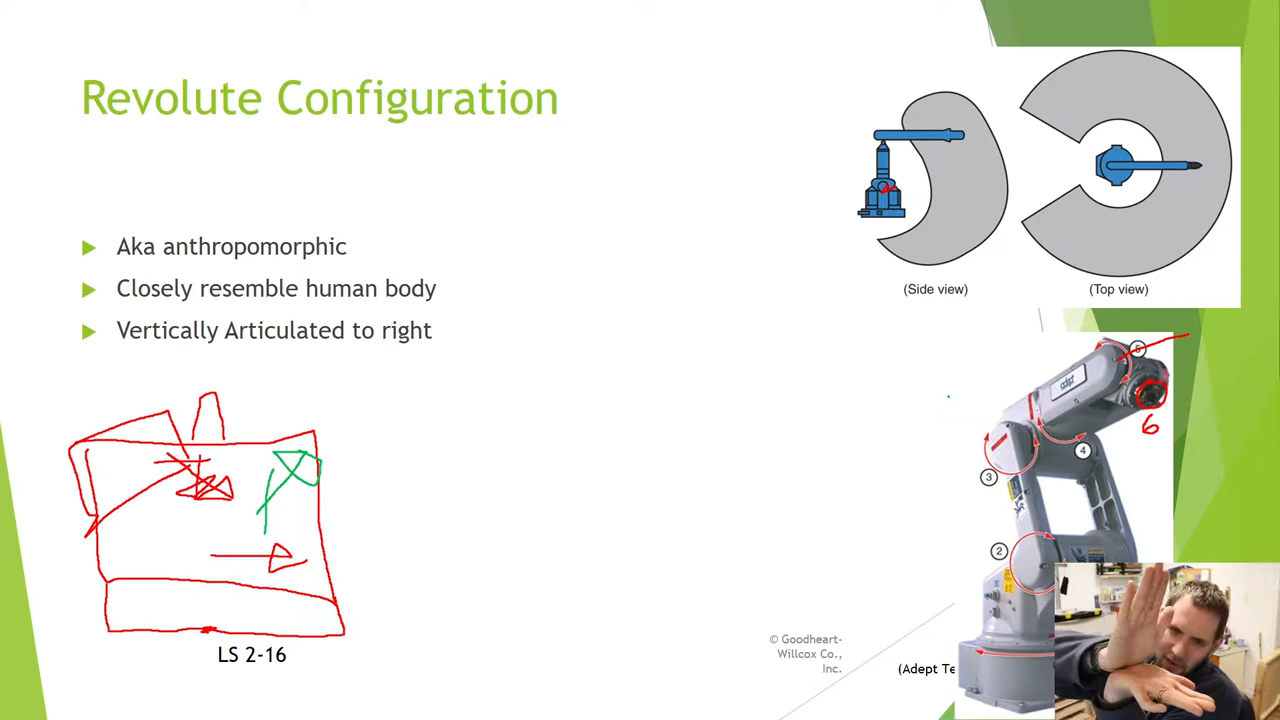 Revolute Configuration
Aka anthropomorphic
Closely resemble human body
Vertically Articulated to right
LS 2-16
(Side view)
(Top view)
adept
5
6
4
3
2
© Goodheart-
Willcox Co.,
Inc.
(Adept Te